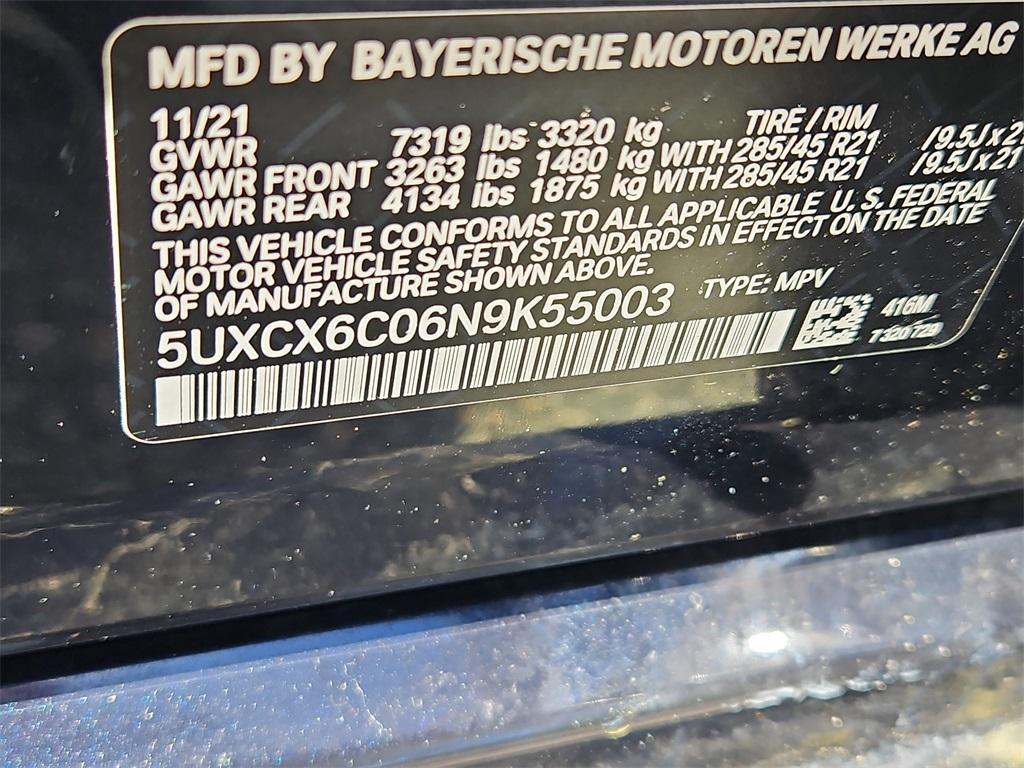 MFD BY BAYERISCHE MOTOREN WERKE AG
11/21 TIRE / RIM
GVWR 7319 lbs 3320 kg
GAWR FRONT 3263 lbs 1480 kg WITH 285/45 R21 /9.5J x 2
GAWR REAR 4134 lbs 1875 kg WITH 285/45 R21 /9.5J x 21
THIS VEHICLE CONFORMS TO ALL APPLICABLE U. S. FEDERAL
MOTOR VEHICLE SAFETY STANDARDS IN EFFECT ON THE DATE
OF MANUFACTURE SHOWN ABOVE.
5UXCX6C06N9K55003 TYPE: MPV
416M
7320729